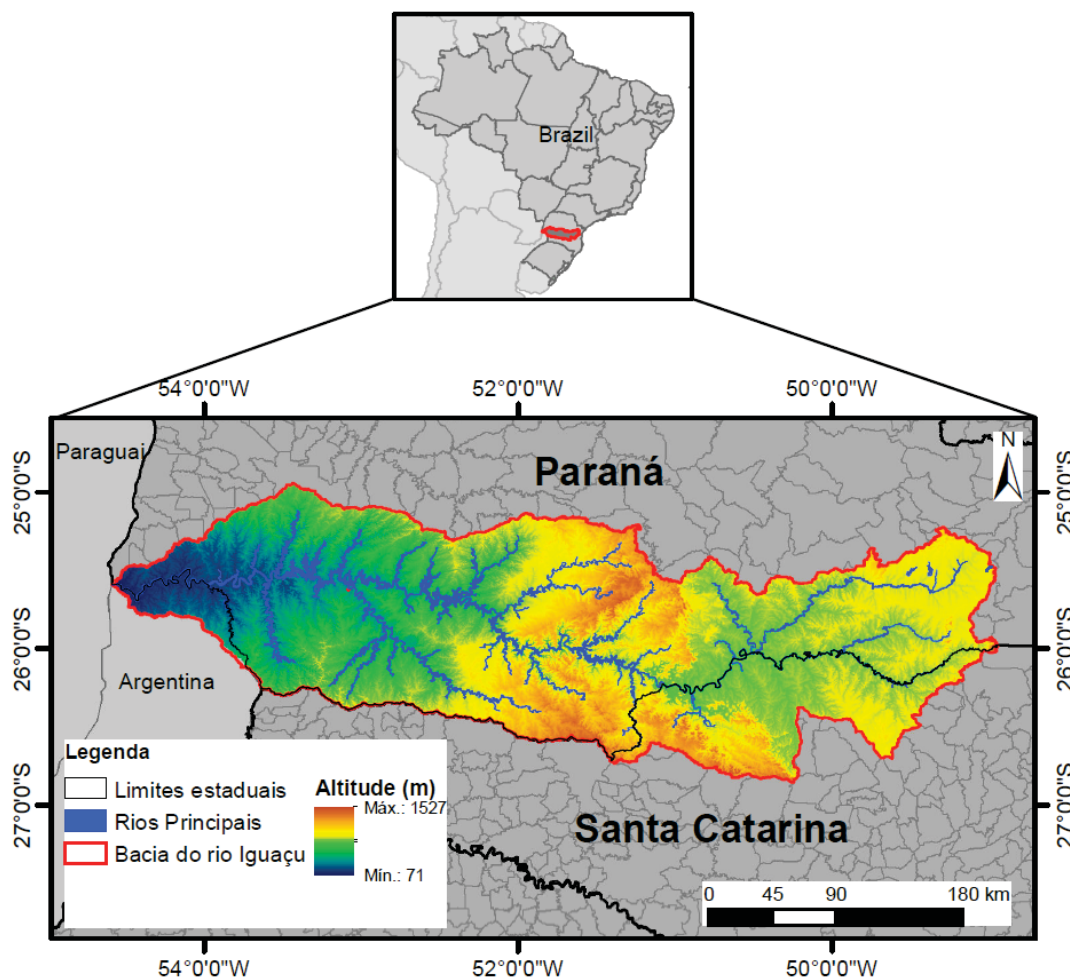 Brazil
54°0'0"W 52°0'0"W 50°0'0"W
Paraguai
Paraná
N
25°0'0"S
25°0'0"S
26°0'0"S
26°0'0"S
Argentina
Legenda
Limites estaduais
Rios Principais
Bacia do rio Iguaçu
Altitude (m)
Máx.: 1527
Mín.: 71
27°0'0"S
27°0'0"S
Santa Catarina
0 45 90 180 km
54°0'0"W 52°0'0"W 50°0'0"W